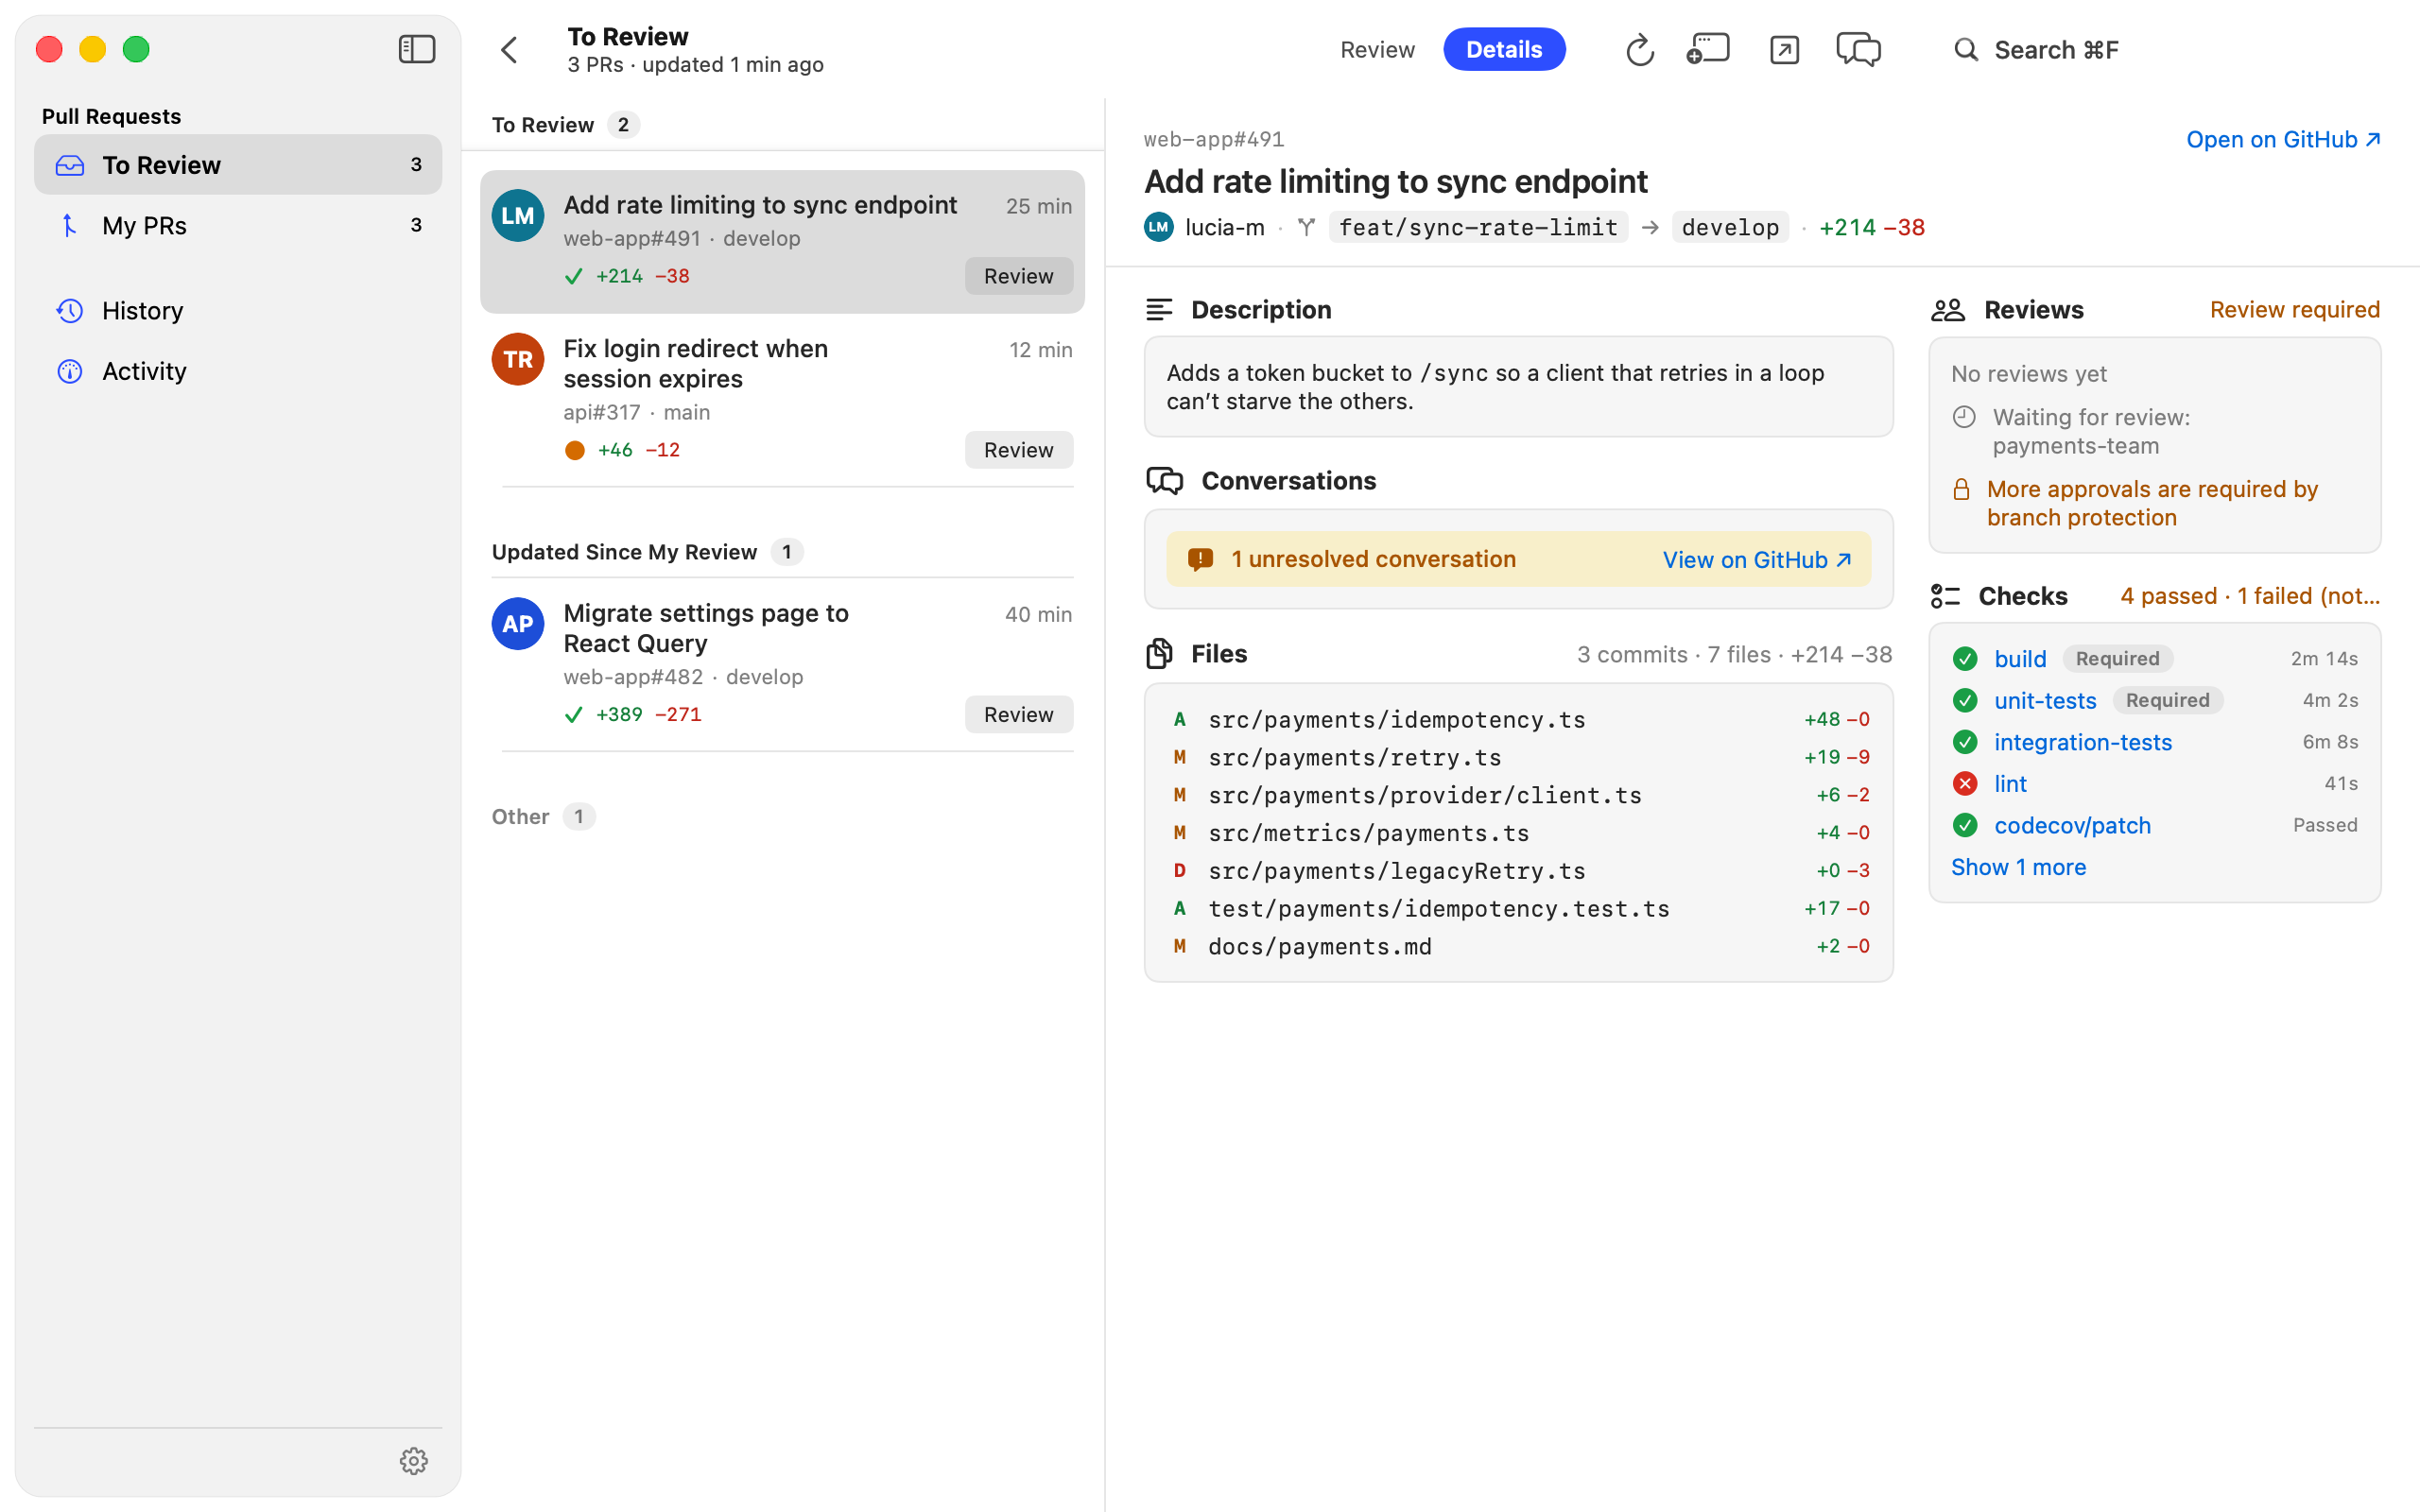 Pull Requests
To Review 3
My PRs 3
History
Activity
To Review
3 PRs · updated 1 min ago
Review
Details
Search ⌘F
To Review 2
LM
Add rate limiting to sync endpoint 25 min
web-app#491 · develop
+214 −38 Review
TR
Fix login redirect when 12 min
session expires
api#317 · main
+46 −12 Review
Updated Since My Review 1
AP
Migrate settings page to 40 min
React Query
web-app#482 · develop
+389 −271 Review
Other 1
web-app#491 Open on GitHub ↗
Add rate limiting to sync endpoint
LM lucia-m · feat/sync-rate-limit → develop · +214 −38
Description
Adds a token bucket to /sync so a client that retries in a loop
can’t starve the others.
Conversations
1 unresolved conversation View on GitHub ↗
Files 3 commits · 7 files · +214 −38
A src/payments/idempotency.ts +48 −0
M src/payments/retry.ts +19 −9
M src/payments/provider/client.ts +6 −2
M src/metrics/payments.ts +4 −0
D src/payments/legacyRetry.ts +0 −3
A test/payments/idempotency.test.ts +17 −0
M docs/payments.md +2 −0
Reviews Review required
No reviews yet
Waiting for review:
payments-team
More approvals are required by
branch protection
Checks 4 passed · 1 failed (not…
build Required 2m 14s
unit-tests Required 4m 2s
integration-tests 6m 8s
lint 41s
codecov/patch Passed
Show 1 more